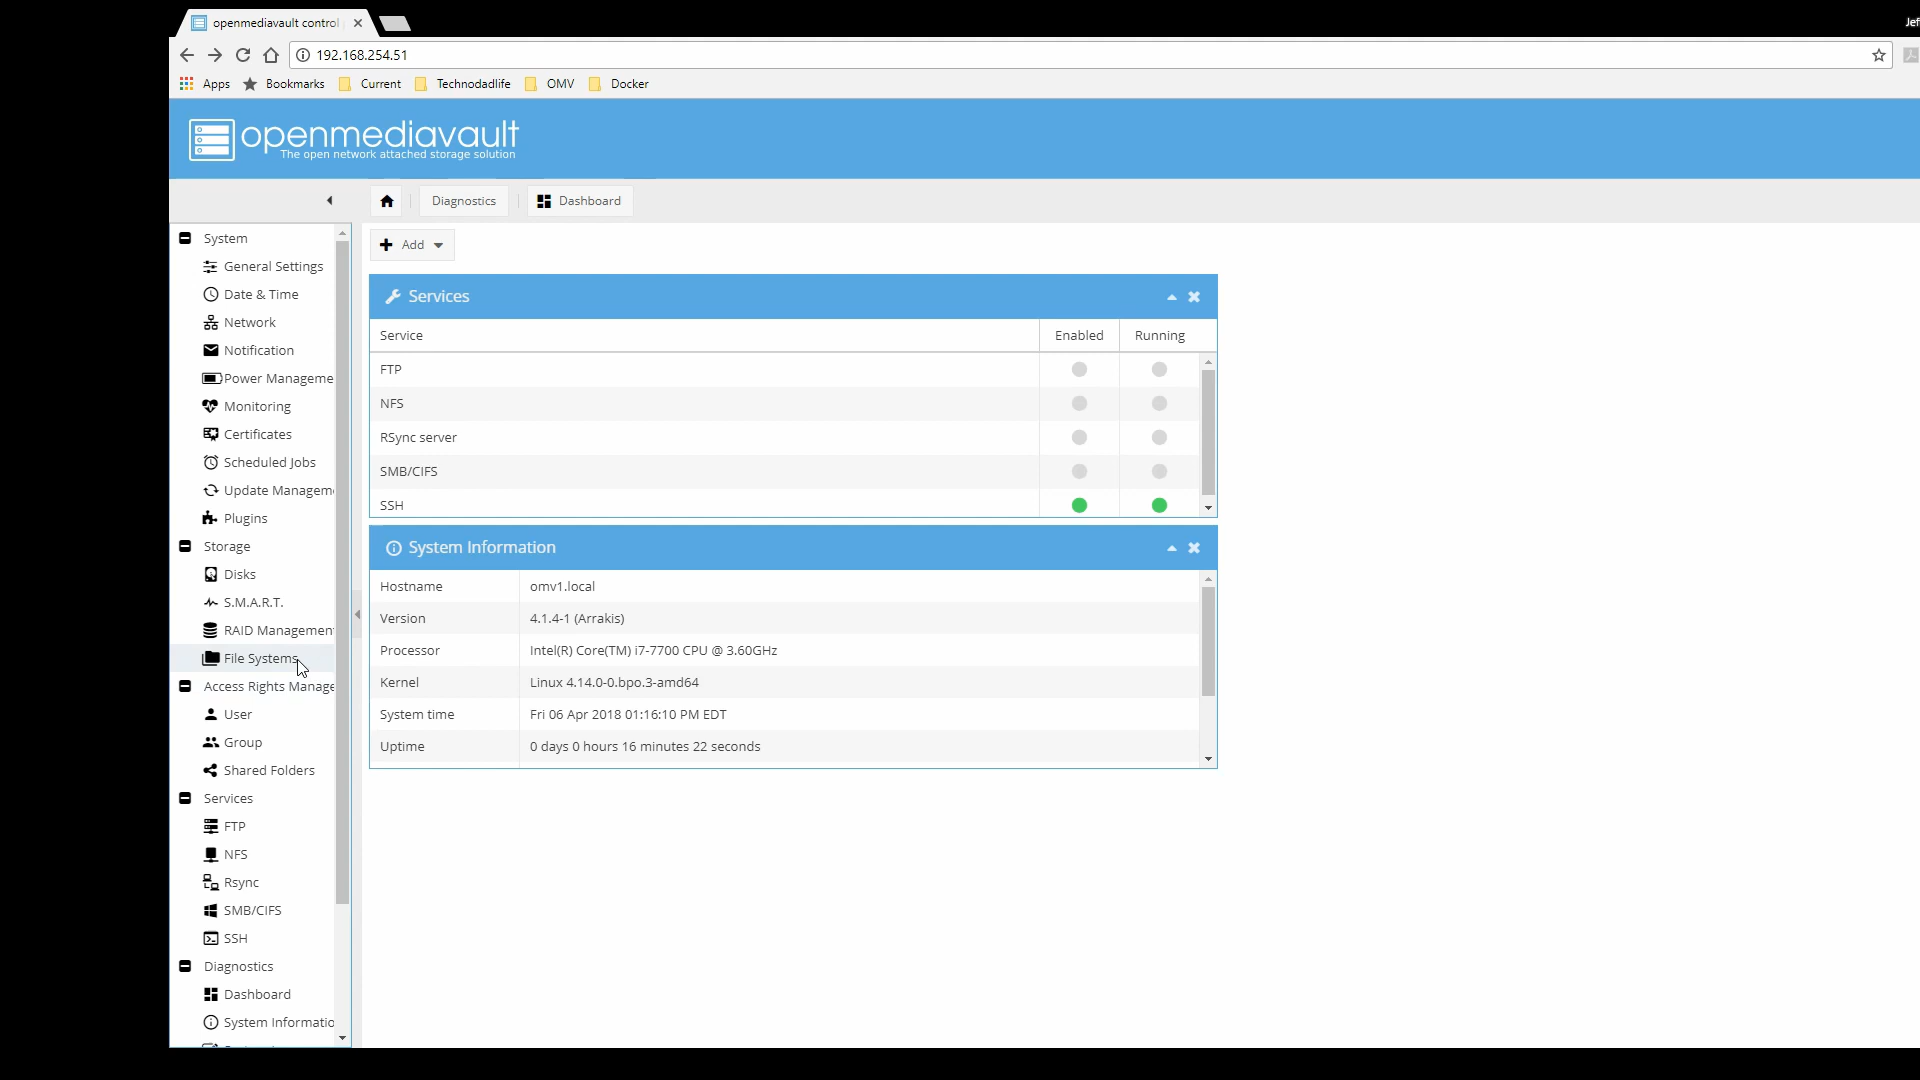 openmediavault control
Jef
192.168.254.51
Apps Bookmarks Current Technodadlife OMV Docker
openmediavault
The open network attached storage solution
Diagnostics Dashboard
System
General Settings
Date & Time
Network
Notification
Power Manageme
Monitoring
Certificates
Scheduled Jobs
Update Managem
Plugins
Storage
Disks
S.M.A.R.T.
RAID Managemen
File Systems
Access Rights Manage
User
Group
Shared Folders
Services
FTP
NFS
Rsync
SMB/CIFS
SSH
Diagnostics
Dashboard
System Informatio
Add
Services
Service Enabled Running
FTP
NFS
RSync server
SMB/CIFS
SSH
System Information
Hostname omv1.local
Version 4.1.4-1 (Arrakis)
Processor Intel(R) Core(TM) i7-7700 CPU @ 3.60GHz
Kernel Linux 4.14.0-0.bpo.3-amd64
System time Fri 06 Apr 2018 01:16:10 PM EDT
Uptime 0 days 0 hours 16 minutes 22 seconds